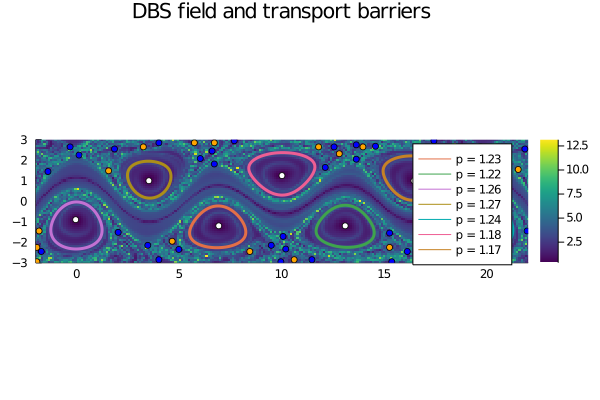 DBS field and transport barriers
3
2
1
0
−1
−2
−3
0
5
10
15
20
p = 1.23
p = 1.22
p = 1.26
p = 1.27
p = 1.24
p = 1.18
p = 1.17
12.5
10.0
7.5
5.0
2.5